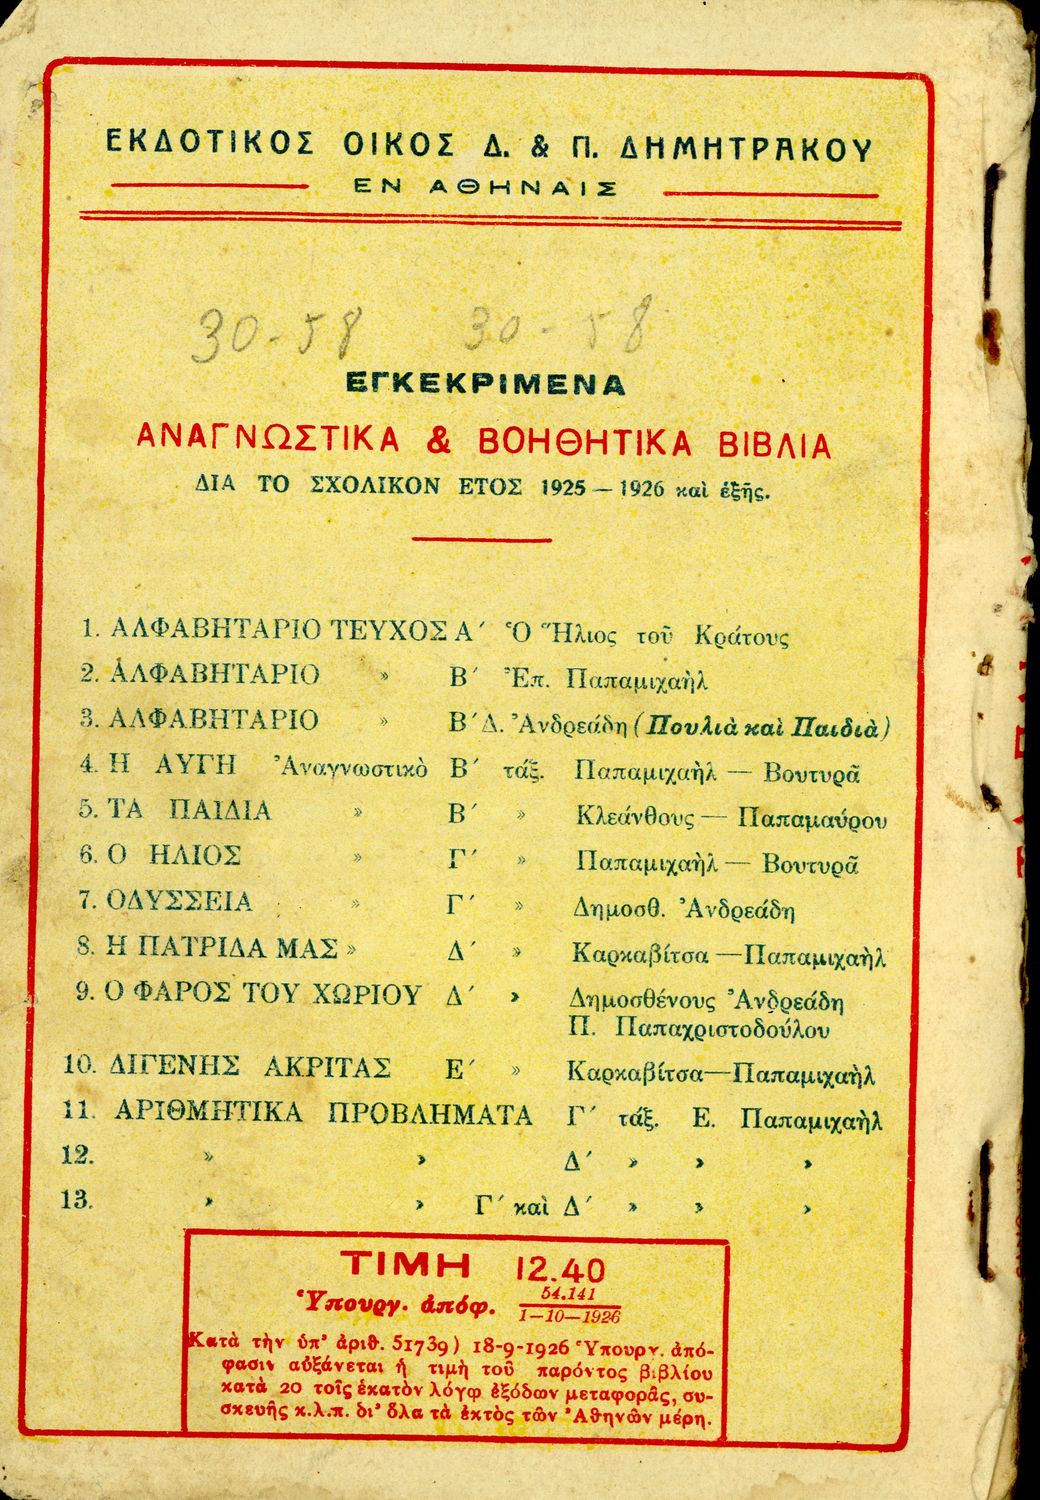 ΕΚΔΟΤΙΚΟΣ ΟΙΚΟΣ Δ. & Π. ΔΗΜΗΤΡΑΚΟΥ
ΕΝ ΑΘΗΝΑΙΣ
30-58 30-58
ΕΓΚΕΚΡΙΜΕΝΑ
ΑΝΑΓΝΩΣΤΙΚΑ & ΒΟΗΘΗΤΙΚΑ ΒΙΒΛΙΑ
ΔΙΑ ΤΟ ΣΧΟΛΙΚΟΝ ΕΤΟΣ 1925 — 1926 καὶ ἑξῆς.
1. ΑΛΦΑΒΗΤΑΡΙΟ ΤΕΥΧΟΣ Α΄ Ὁ Ἥλιος τοῦ Κράτους
2. ΑΛΦΑΒΗΤΑΡΙΟ » Β΄ Ἐπ. Παπαμιχαὴλ
3. ΑΛΦΑΒΗΤΑΡΙΟ » Β΄ Δ. Ἀνδρεάδη (Πουλιὰ καὶ Παιδιὰ)
4. Η ΑΥΓΗ Ἀναγνωστικὸ Β΄ τάξ. Παπαμιχαὴλ — Βουτυρᾶ
5. ΤΑ ΠΑΙΔΙΑ » Β΄ » Κλεάνθους — Παπαμαύρου
6. Ο ΗΛΙΟΣ » Γ΄ » Παπαμιχαὴλ — Βουτυρᾶ
7. ΟΔΥΣΣΕΙΑ » Γ΄ » Δημοσθ. Ἀνδρεάδη
8. Η ΠΑΤΡΙΔΑ ΜΑΣ » Δ΄ » Καρκαβίτσα — Παπαμιχαὴλ
9. Ο ΦΑΡΟΣ ΤΟΥ ΧΩΡΙΟΥ Δ΄ › Δημοσθένους Ἀνδρεάδη
Π. Παπαχριστοδούλου
10. ΔΙΓΕΝΗΣ ΑΚΡΙΤΑΣ Ε΄ » Καρκαβίτσα — Παπαμιχαὴλ
11. ΑΡΙΘΜΗΤΙΚΑ ΠΡΟΒΛΗΜΑΤΑ Γ΄ τάξ. Ε. Παπαμιχαὴλ
12. » › Δ΄ » › ›
13. › › Γ΄ καὶ Δ΄ » › ›
ΤΙΜΗ 12.40
Ὑπουργ. ἀπόφ. 54.141
1—10—1926
Κατὰ τὴν ὑπ' ἀριθ. 51739) 18-9-1926 Ὑπουργ. ἀπό-
φασιν αὐξάνεται ἡ τιμὴ τοῦ παρόντος βιβλίου
κατὰ 20 τοῖς ἑκατὸν λόγῳ ἐξόδων μεταφορᾶς, συ-
σκευῆς κ.λ.π. δι' ὅλα τὰ ἐκτὸς τῶν Ἀθηνῶν μέρη.